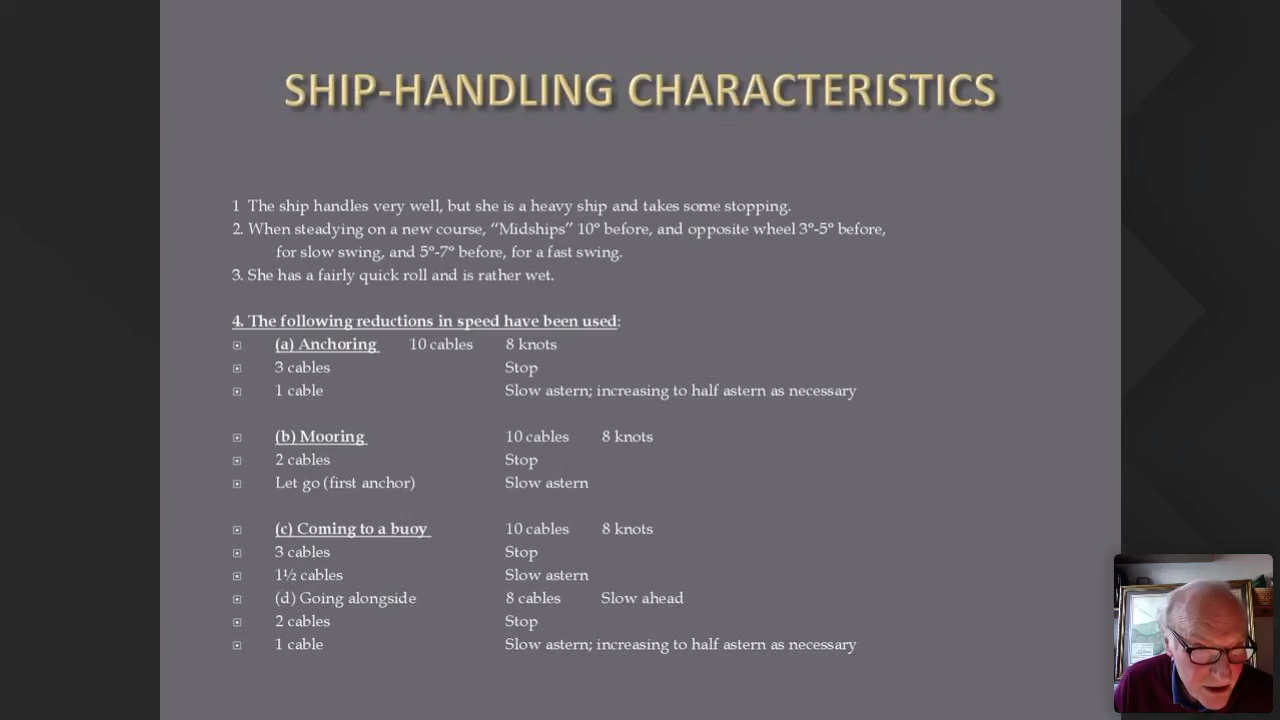 SHIP-HANDLING CHARACTERISTICS
1 The ship handles very well, but she is a heavy ship and takes some stopping.
2. When steadying on a new course, “Midships” 10° before, and opposite wheel 3°-5° before,
for slow swing, and 5°-7° before, for a fast swing.
3. She has a fairly quick roll and is rather wet.
4. The following reductions in speed have been used:
(a) Anchoring 10 cables 8 knots
3 cables Stop
1 cable Slow astern; increasing to half astern as necessary
(b) Mooring 10 cables 8 knots
2 cables Stop
Let go (first anchor) Slow astern
(c) Coming to a buoy 10 cables 8 knots
3 cables Stop
1½ cables Slow astern
(d) Going alongside 8 cables Slow ahead
2 cables Stop
1 cable Slow astern; increasing to half astern as necessary